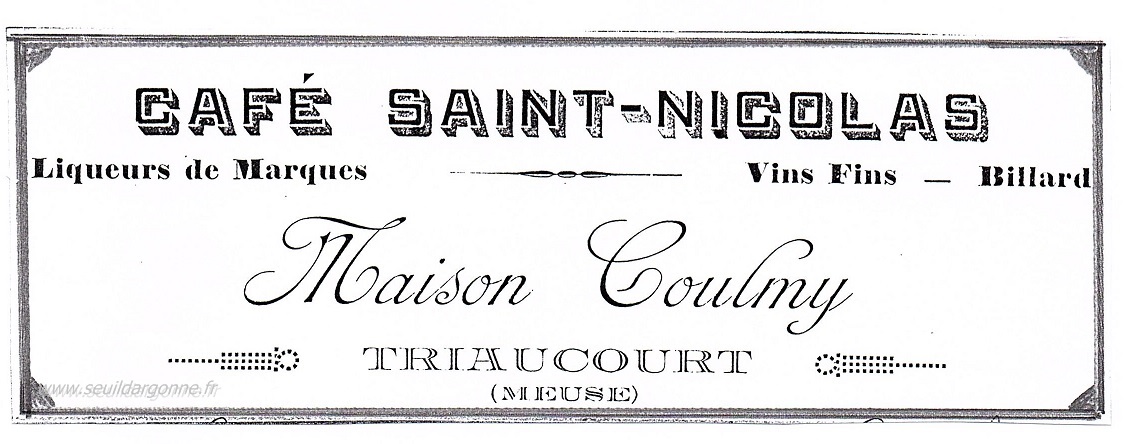 CAFÉ SAINT-NICOLAS
Liqueurs de Marques Vins Fins — Billard
Maison Coulmy
TRIAUCOURT
(MEUSE)
www.seuildargonne.fr